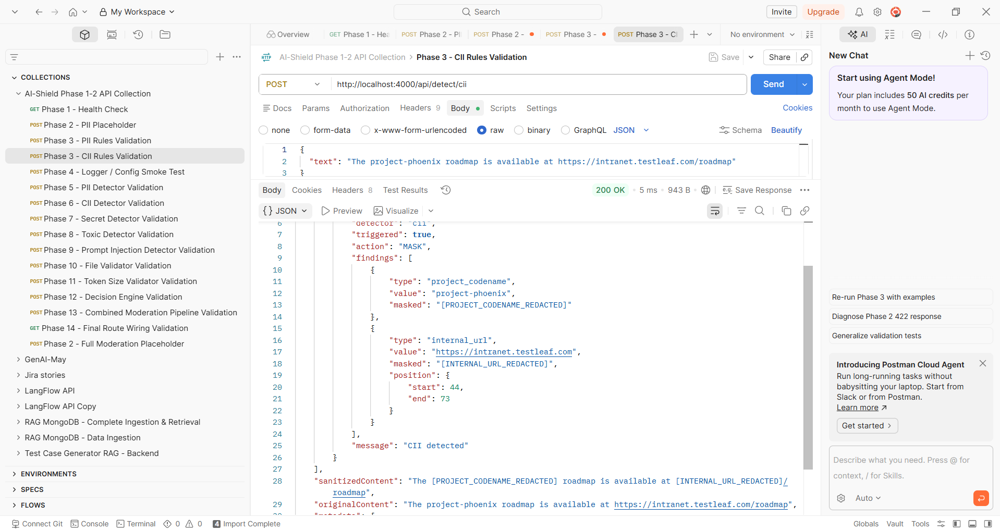 My Workspace
Search
Invite
Upgrade
Overview
GET Phase 1 - Hea
POST Phase 2 - PI
POST Phase 2 -
POST Phase 3 -
POST Phase 3 - C
No environment
AI
COLLECTIONS
AI-Shield Phase 1-2 API Collection
GET Phase 1 - Health Check
POST Phase 2 - PII Placeholder
POST Phase 3 - PII Rules Validation
POST Phase 3 - CII Rules Validation
POST Phase 4 - Logger / Config Smoke Test
POST Phase 5 - PII Detector Validation
POST Phase 6 - CII Detector Validation
POST Phase 7 - Secret Detector Validation
POST Phase 8 - Toxic Detector Validation
POST Phase 9 - Prompt Injection Detector Validation
POST Phase 10 - File Validator Validation
POST Phase 11 - Token Size Validator Validation
POST Phase 12 - Decision Engine Validation
POST Phase 13 - Combined Moderation Pipeline Validation
GET Phase 14 - Final Route Wiring Validation
POST Phase 2 - Full Moderation Placeholder
GenAI-May
Jira stories
LangFlow API
LangFlow API Copy
RAG MongoDB - Complete Ingestion & Retrieval
RAG MongoDB - Data Ingestion
Test Case Generator RAG - Backend
ENVIRONMENTS
SPECS
FLOWS
HTTP AI-Shield Phase 1-2 API Collection > Phase 3 - CII Rules Validation
Save
Share
POST
http://localhost:4000/api/detect/cii
Send
Docs Params Authorization Headers 9 Body Scripts Settings
Cookies
none form-data x-www-form-urlencoded raw binary GraphQL JSON
Schema
Beautify
1 {
2 "text": "The project-phoenix roadmap is available at https://intranet.testleaf.com/roadmap"
3 }
Body Cookies Headers 8 Test Results
200 OK
5 ms
943 B
e.g. Save Response
{} JSON
Preview
Visualize
6 "detector": "cii",
7 "triggered": true,
8 "action": "MASK",
9 "findings": [
10 {
11 "type": "project_codename",
12 "value": "project-phoenix",
13 "masked": "[PROJECT_CODENAME_REDACTED]"
14 },
15 {
16 "type": "internal_url",
17 "value": "https://intranet.testleaf.com",
18 "masked": "[INTERNAL_URL_REDACTED]",
19 "position": {
20 "start": 44,
21 "end": 73
22 }
23 }
24 ],
25 "message": "CII detected"
26 }
27 ],
28 "sanitizedContent": "The [PROJECT_CODENAME_REDACTED] roadmap is available at [INTERNAL_URL_REDACTED]/
roadmap",
29 "originalContent": "The project-phoenix roadmap is available at https://intranet.testleaf.com/roadmap",
New Chat
Start using Agent Mode!
Your plan includes 50 AI credits per
month to use Agent Mode.
Re-run Phase 3 with examples
Diagnose Phase 2 422 response
Generalize validation tests
Introducing Postman Cloud Agent
Run long-running tasks without
babysitting your laptop. Start from
Slack or from Postman.
Learn more
Get started
Describe what you need. Press @ for
context, / for Skills.
Auto
Connect Git
Console
Terminal
0
0
4 Import Complete
Globals
Vault
Tools